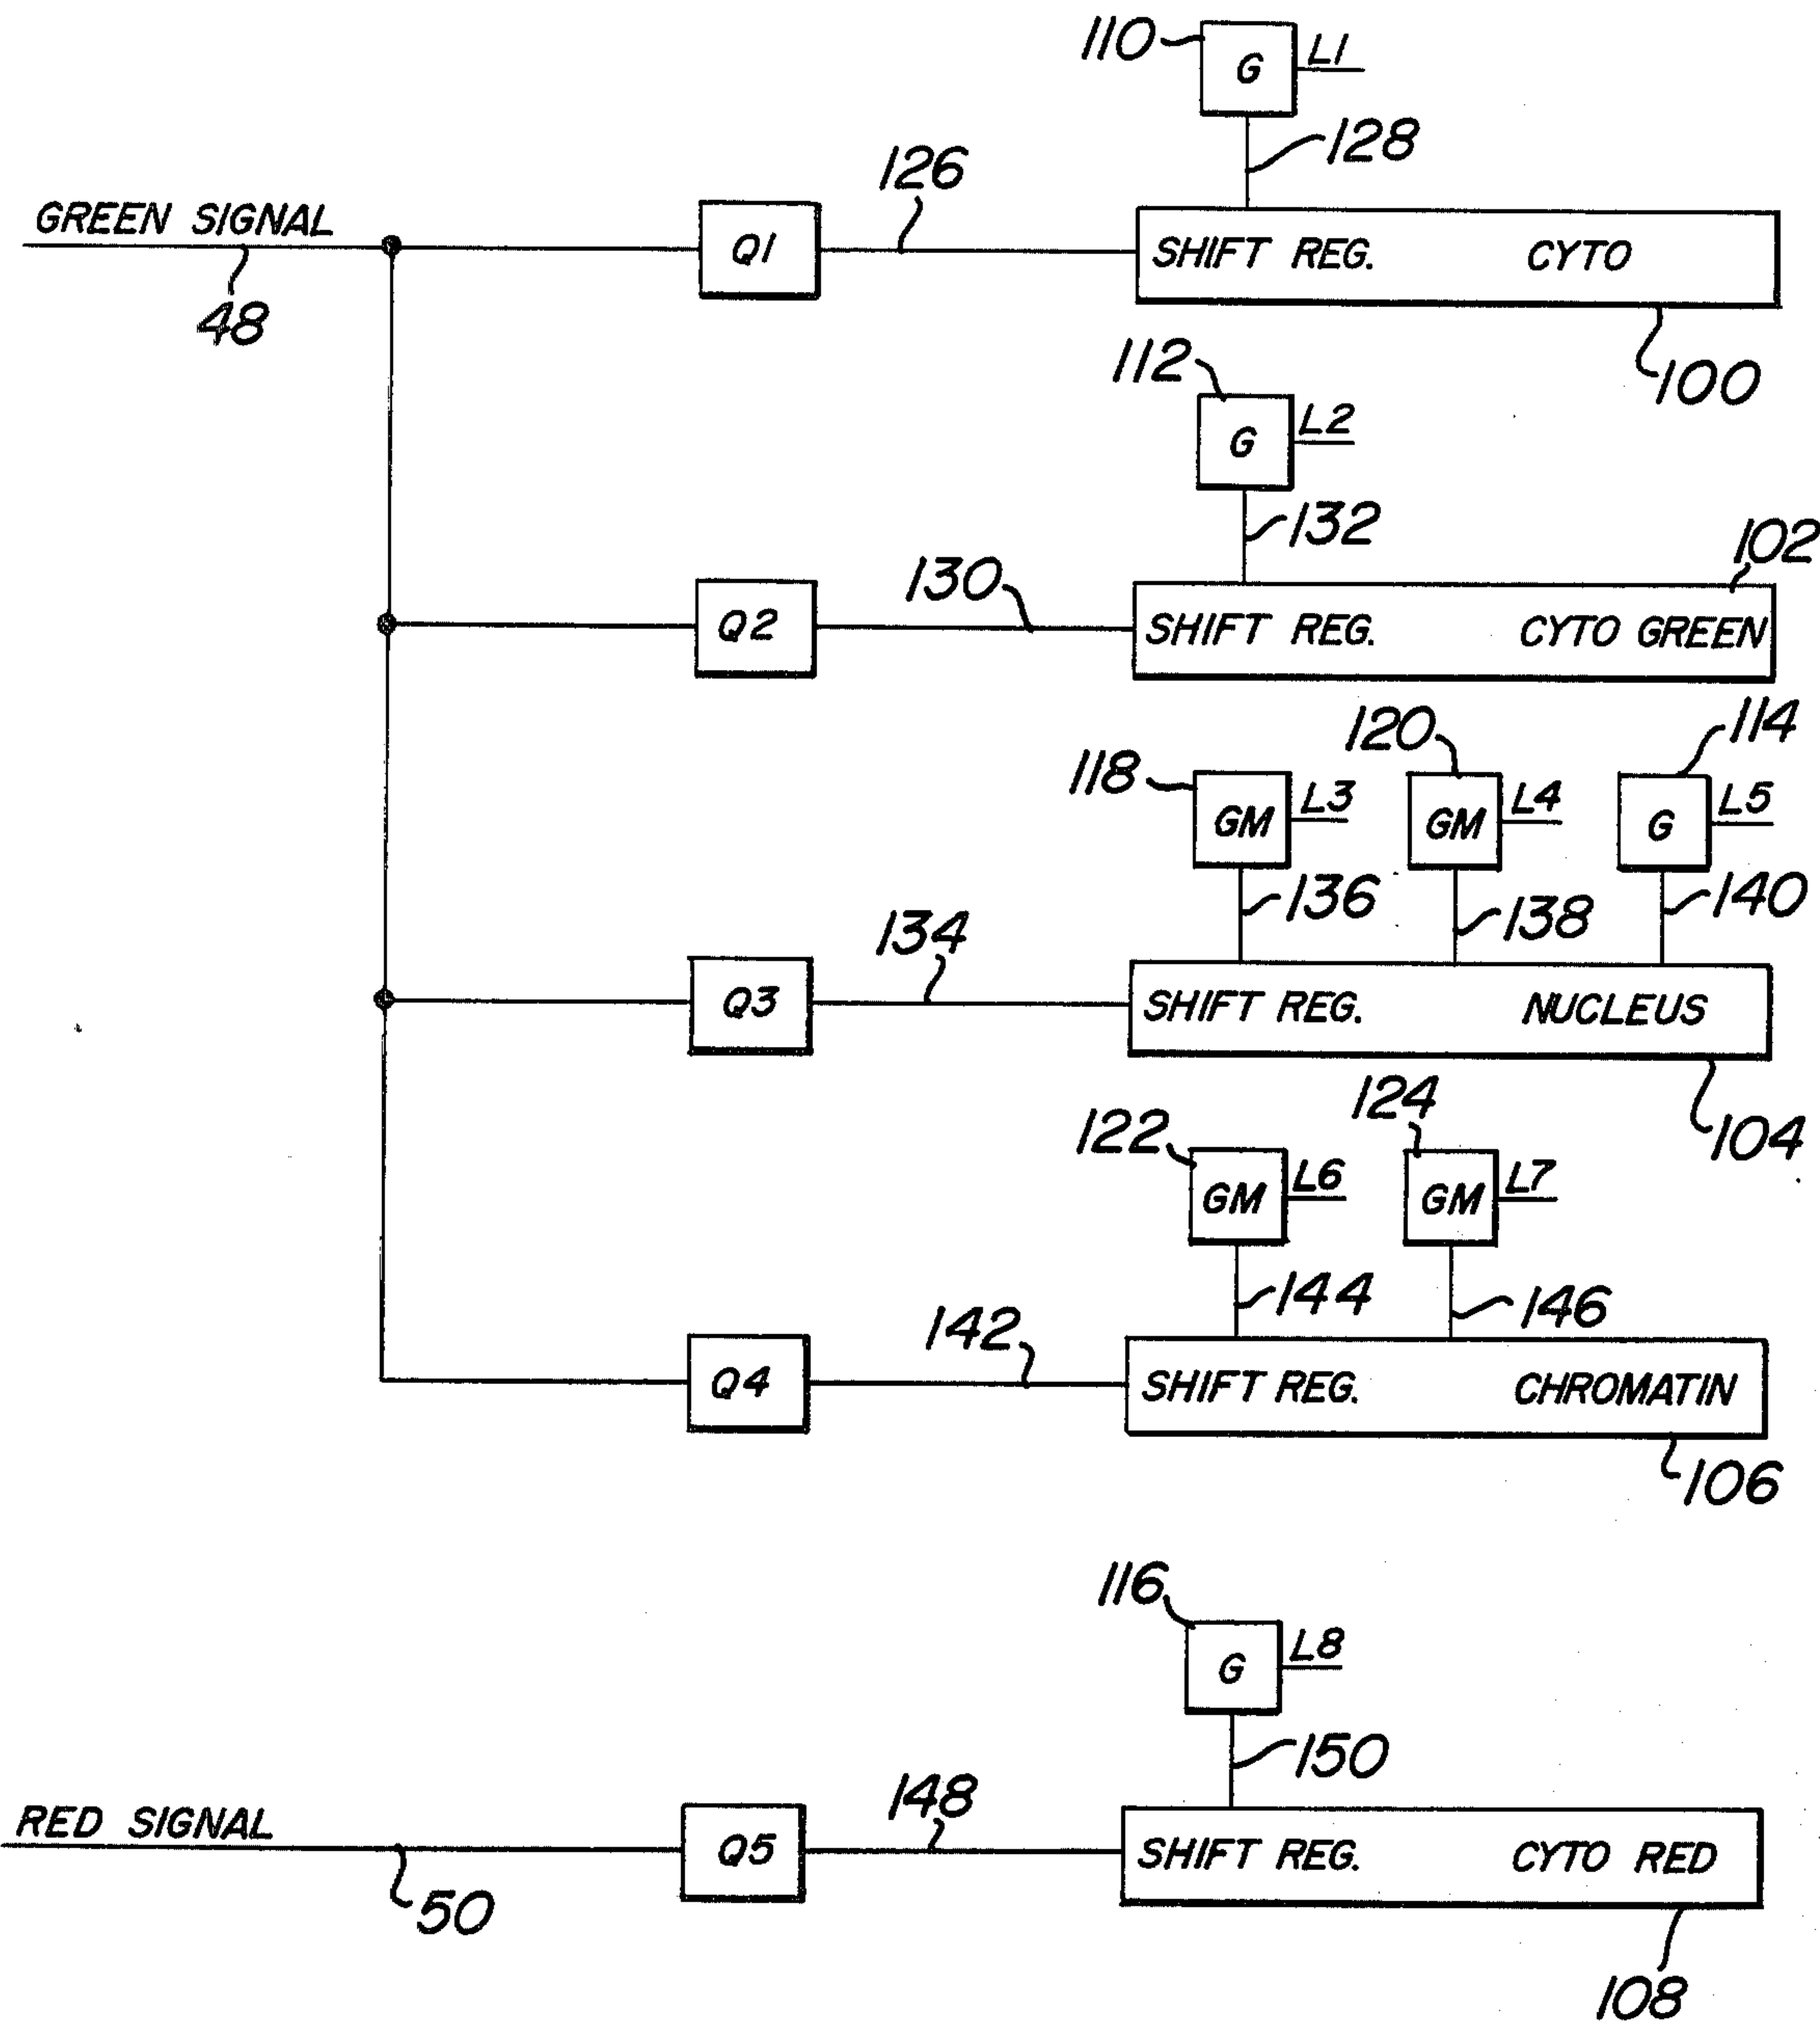 110
G
L1
128
126
GREEN SIGNAL
48
Q1
SHIFT REG. CYTO
100
112
G
L2
132
102
130
Q2
SHIFT REG. CYTO GREEN
118
GM
L3
120
GM
L4
114
G
L5
136
138
140
134
Q3
SHIFT REG. NUCLEUS
104
122
GM
L6
124
GM
L7
144
146
142
Q4
SHIFT REG. CHROMATIN
106
116
G
L8
150
148
RED SIGNAL
50
Q5
SHIFT REG. CYTO RED
108